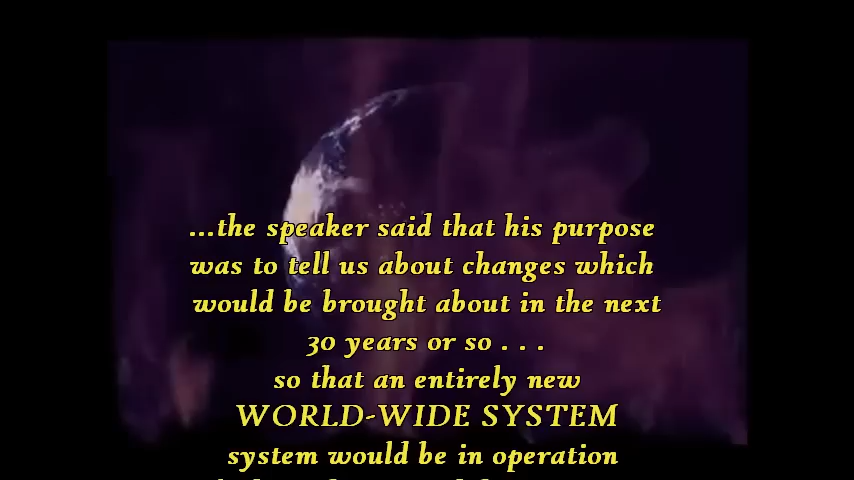 ...the speaker said that his purpose
was to tell us about changes which
would be brought about in the next
30 years or so . . .
so that an entirely new
WORLD-WIDE SYSTEM
system would be in operation